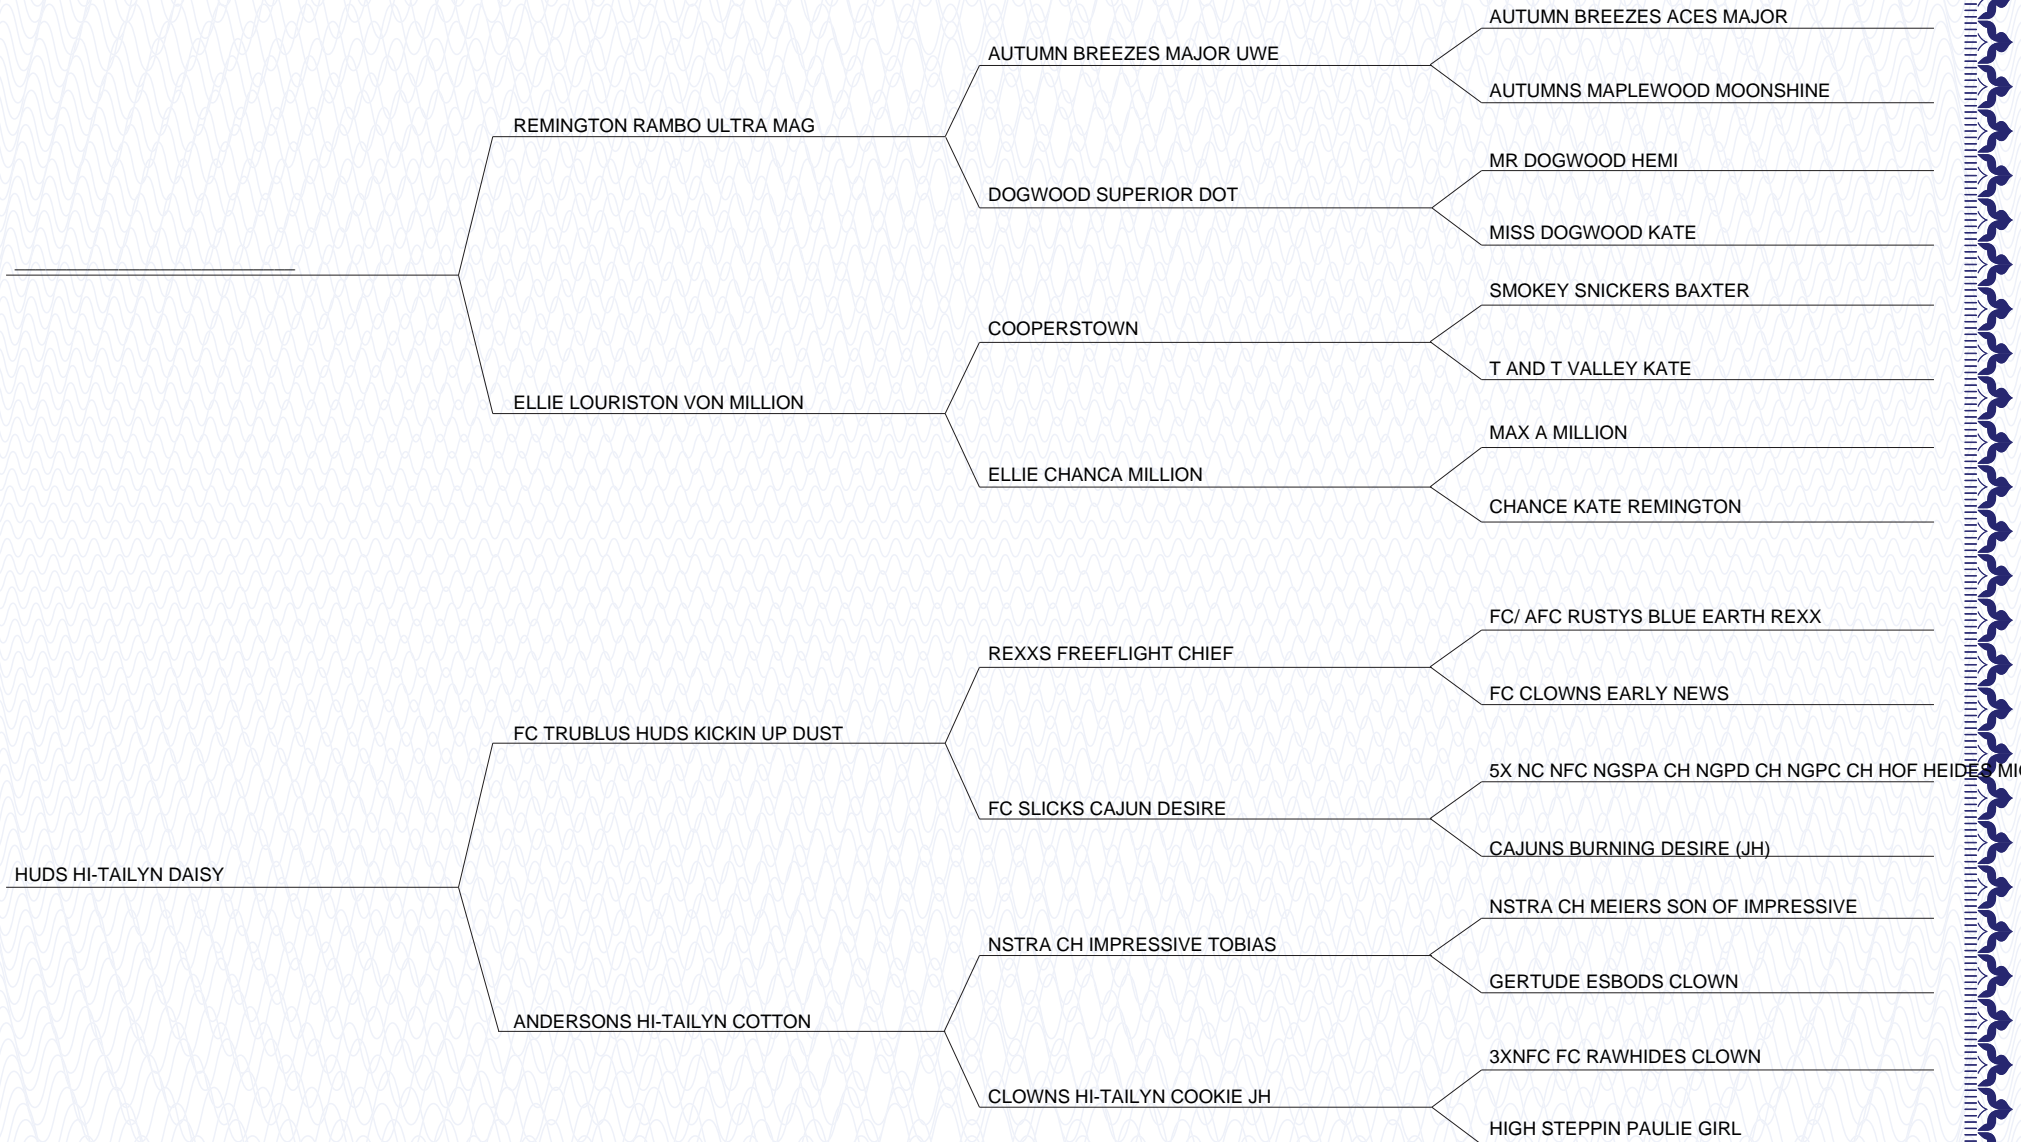 AUTUMN BREEZES ACES MAJOR
AUTUMN BREEZES MAJOR UWE
AUTUMNS MAPLEWOOD MOONSHINE
REMINGTON RAMBO ULTRA MAG
MR DOGWOOD HEMI
DOGWOOD SUPERIOR DOT
MISS DOGWOOD KATE
SMOKEY SNICKERS BAXTER
COOPERSTOWN
T AND T VALLEY KATE
ELLIE LOURISTON VON MILLION
MAX A MILLION
ELLIE CHANCA MILLION
CHANCE KATE REMINGTON
FC/ AFC RUSTYS BLUE EARTH REXX
REXXS FREEFLIGHT CHIEF
FC CLOWNS EARLY NEWS
FC TRUBLUS HUDS KICKIN UP DUST
5X NC NFC NGSPA CH NGPD CH NGPC CH HOF HEIDES
FC SLICKS CAJUN DESIRE
CAJUNS BURNING DESIRE (JH)
HUDS HI-TAILYN DAISY
NSTRA CH MEIERS SON OF IMPRESSIVE
NSTRA CH IMPRESSIVE TOBIAS
GERTUDE ESBODS CLOWN
ANDERSONS HI-TAILYN COTTON
3XNFC FC RAWHIDES CLOWN
CLOWNS HI-TAILYN COOKIE JH
HIGH STEPPIN PAULIE GIRL